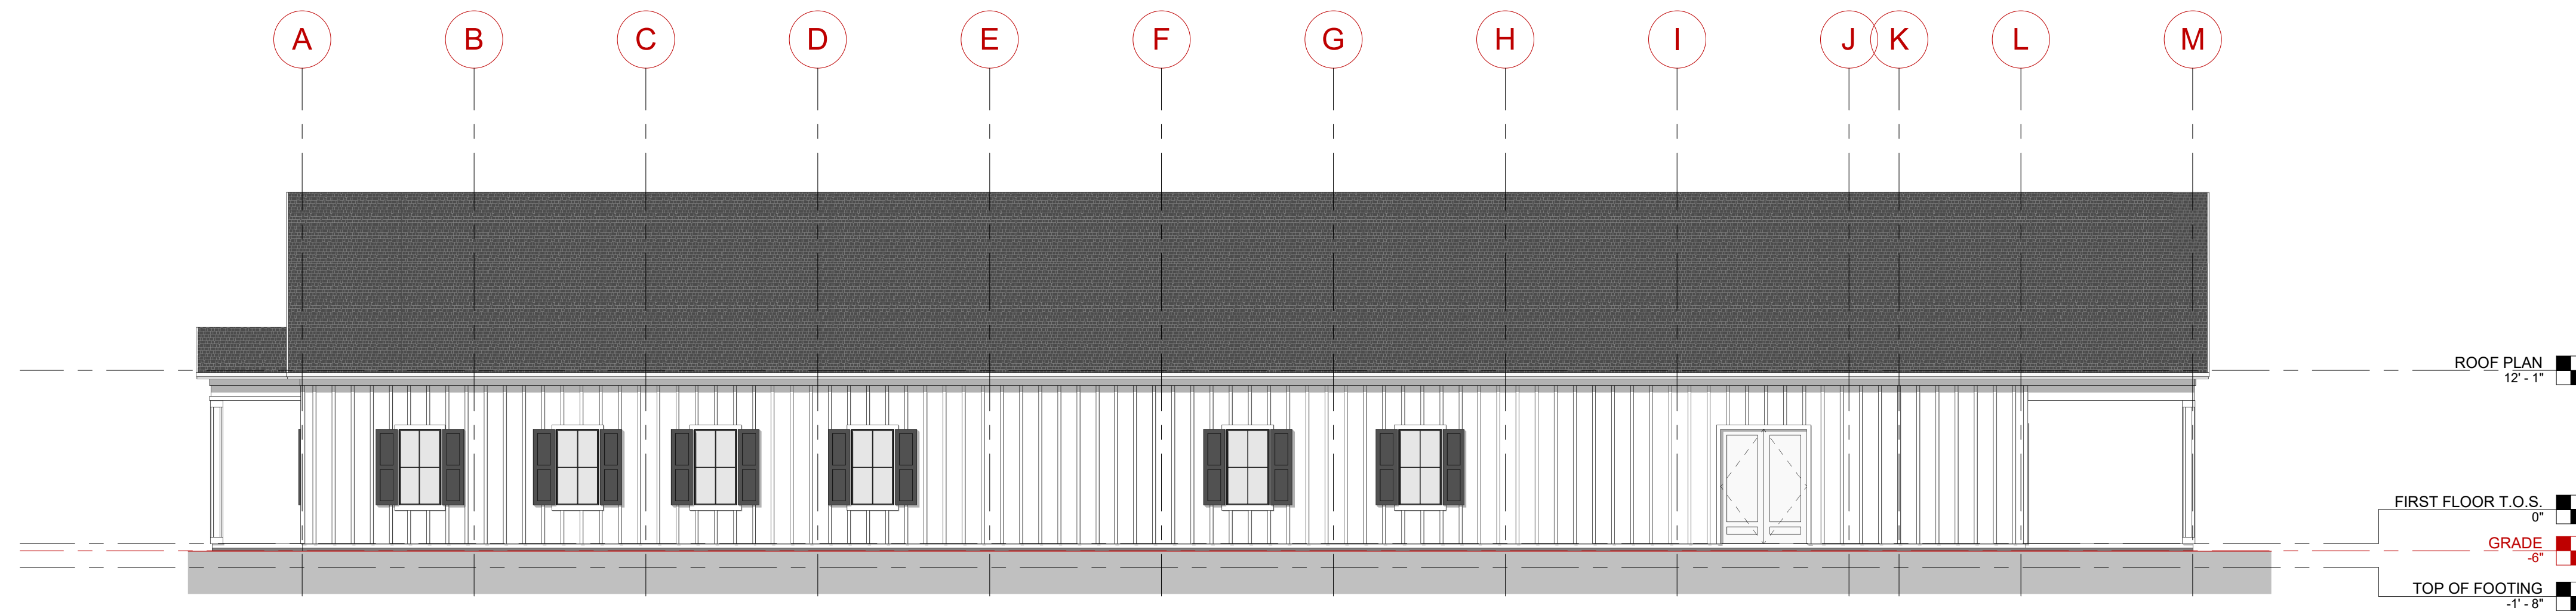 A B C D E F G H I J K L M
ROOF PLAN
12' - 1"
FIRST FLOOR T.O.S.
0"
GRADE
-6"
TOP OF FOOTING
-1' - 8"